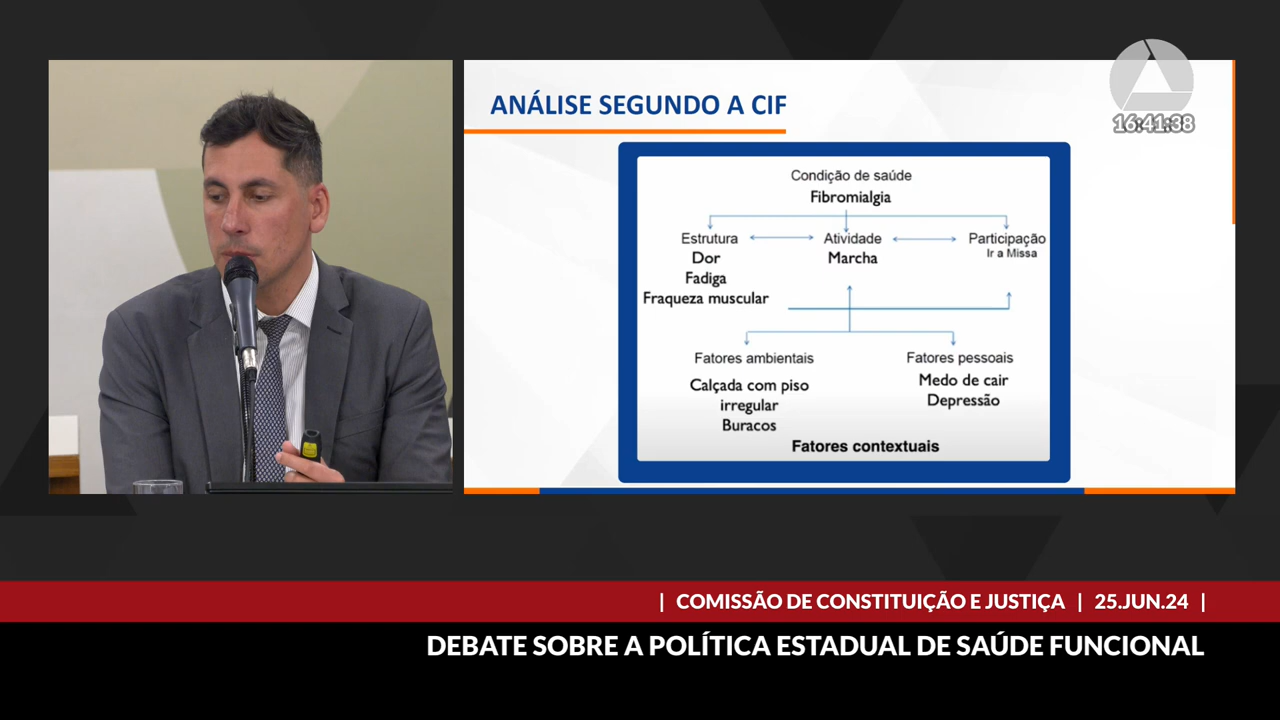 16:41:38
ANÁLISE SEGUNDO A CIF
Condição de saúde
Fibromialgia
Estrutura
Dor
Fadiga
Fraqueza muscular
Atividade
Marcha
Participação
Ir a Missa
Fatores ambientais
Calçada com piso
irregular
Buracos
Fatores pessoais
Medo de cair
Depressão
Fatores contextuais
| COMISSÃO DE CONSTITUIÇÃO E JUSTIÇA | 25.JUN.24 |
DEBATE SOBRE A POLÍTICA ESTADUAL DE SAÚDE FUNCIONAL